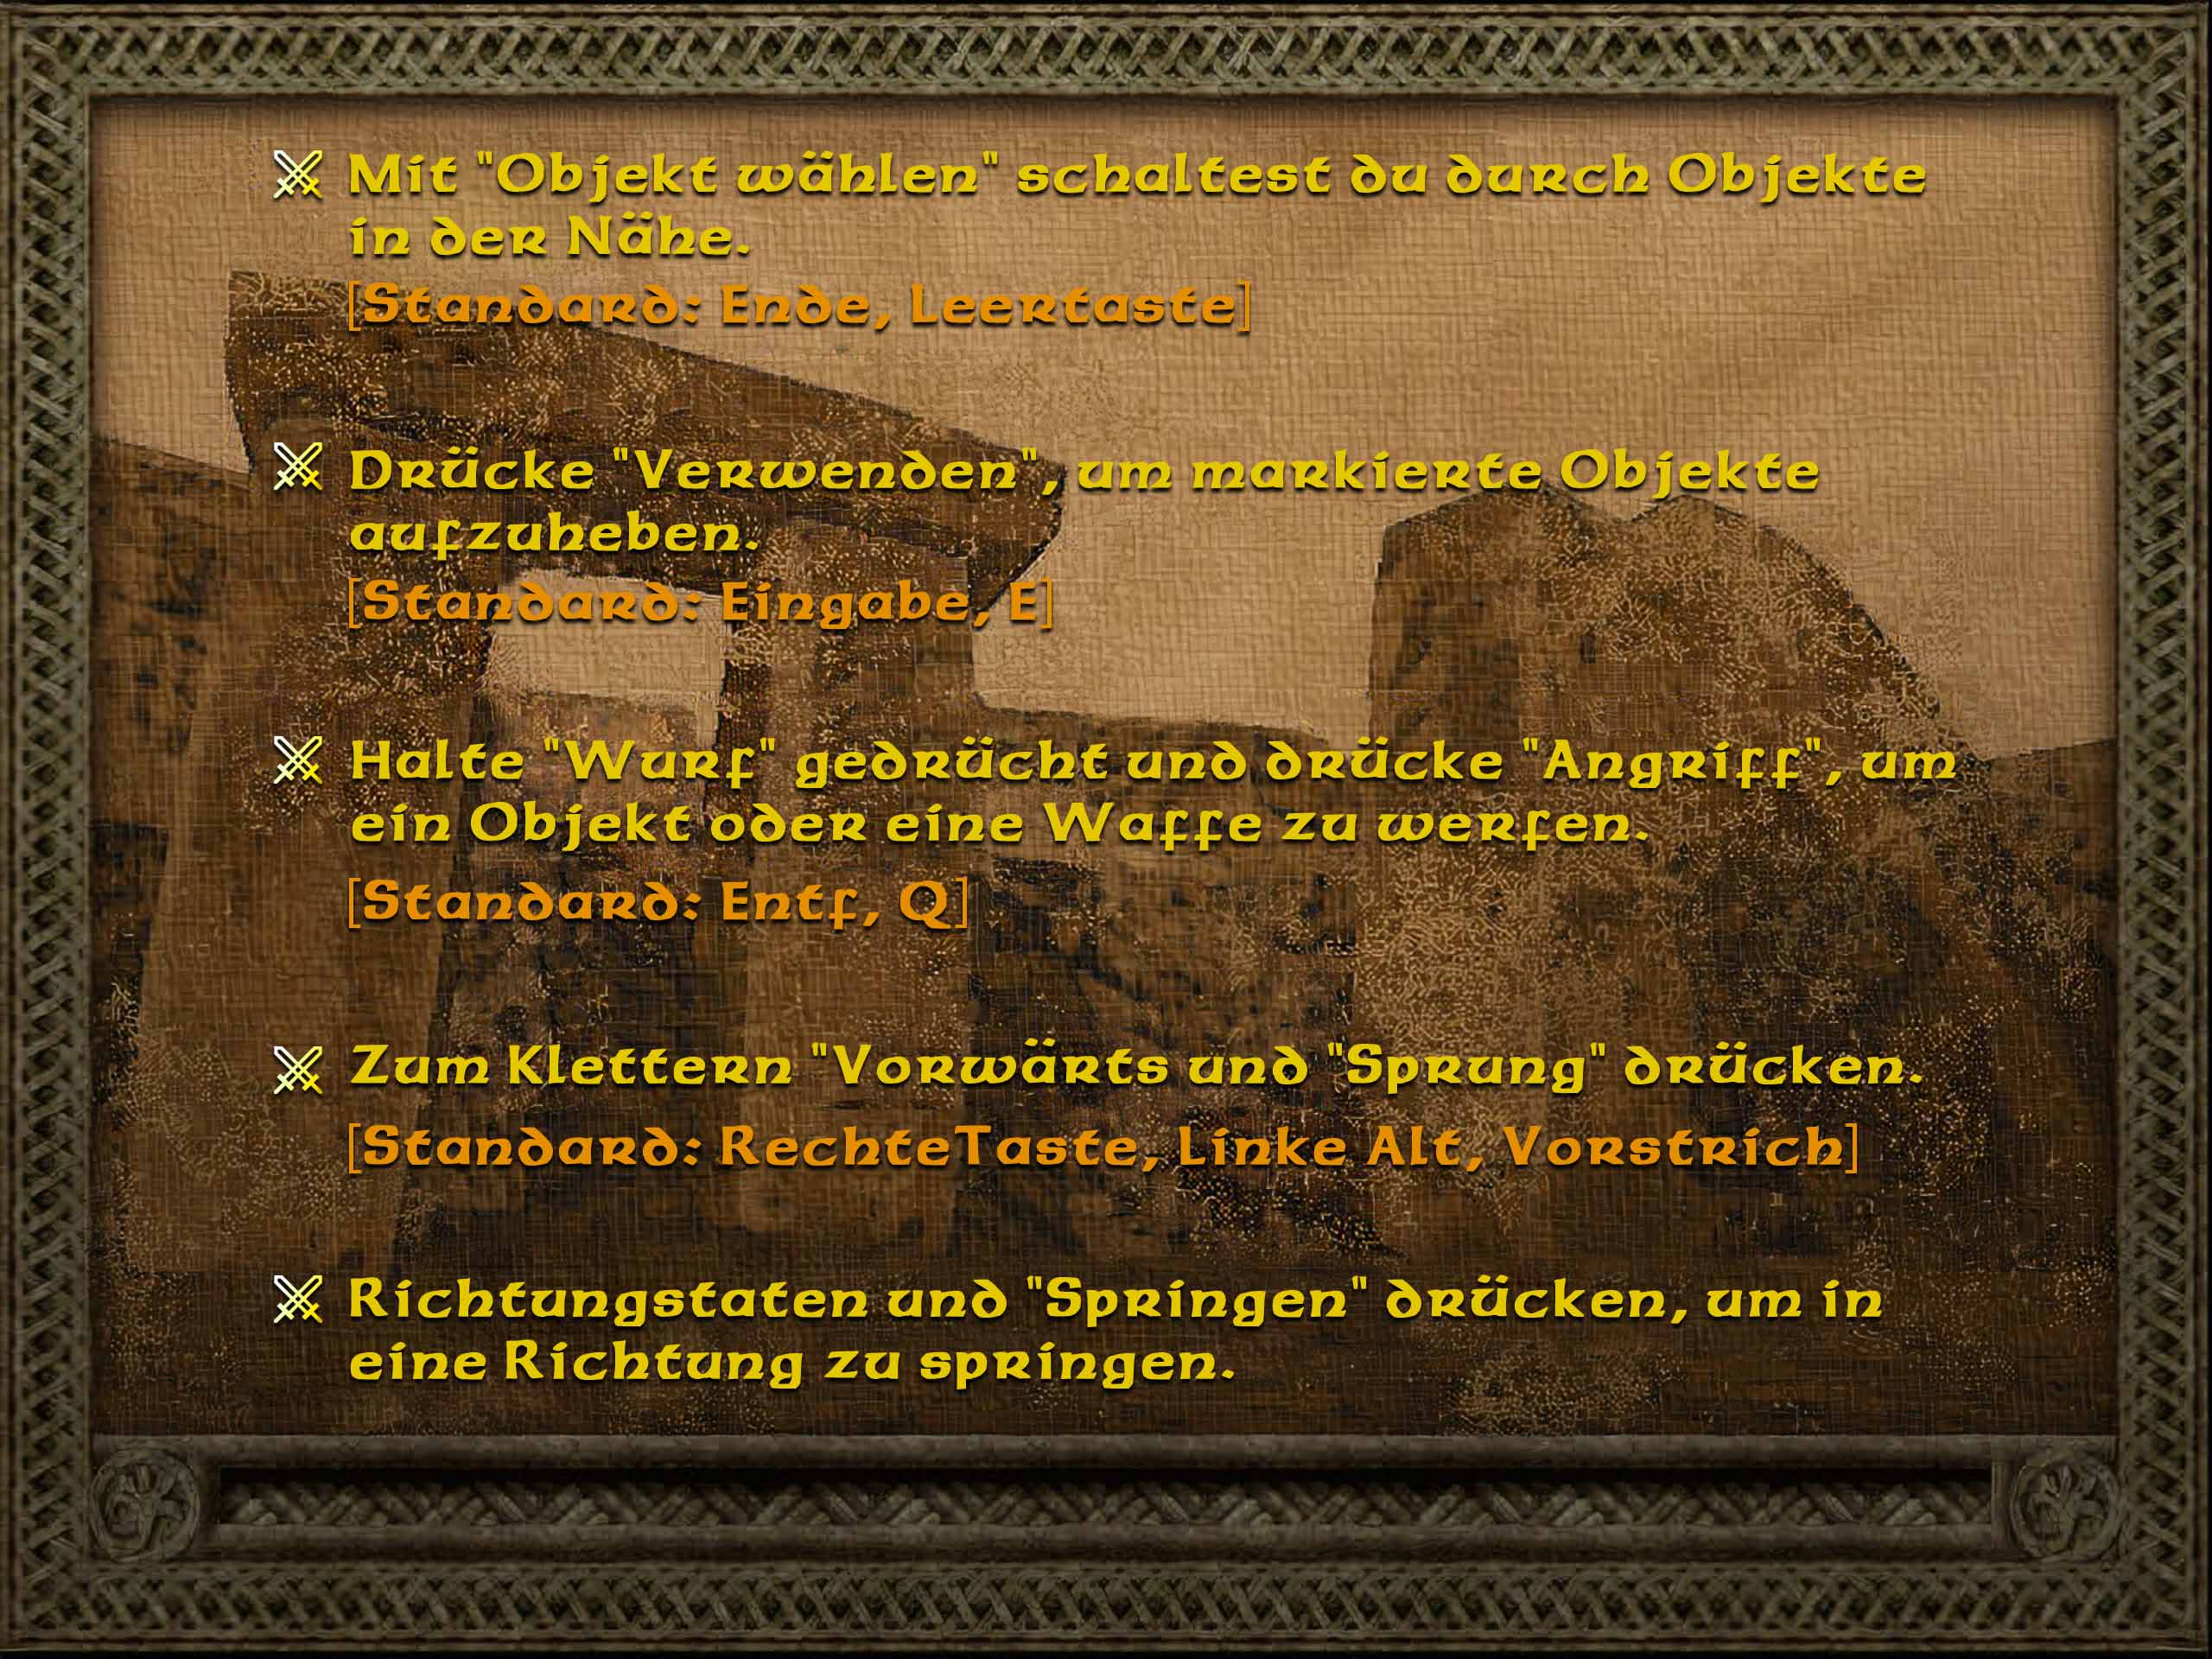 Mit "Objekt wählen" schaltest du durch Objekte
in der Nähe.
[Standard: Ende, Leertaste]
Drücke "Verwenden", um markierte Objekte
aufzuheben.
[Standard: Eingabe, E]
Halte "Wurf" gedrücht und drücke "Angriff", um
ein Objekt oder eine Waffe zu werfen.
[Standard: Entf, Q]
Zum Klettern "Vorwärts und "Sprung" drücken.
[Standard: RechteTaste, Linke Alt, Vorstrich]
Richtungstaten und "Springen" drücken, um in
eine Richtung zu springen.